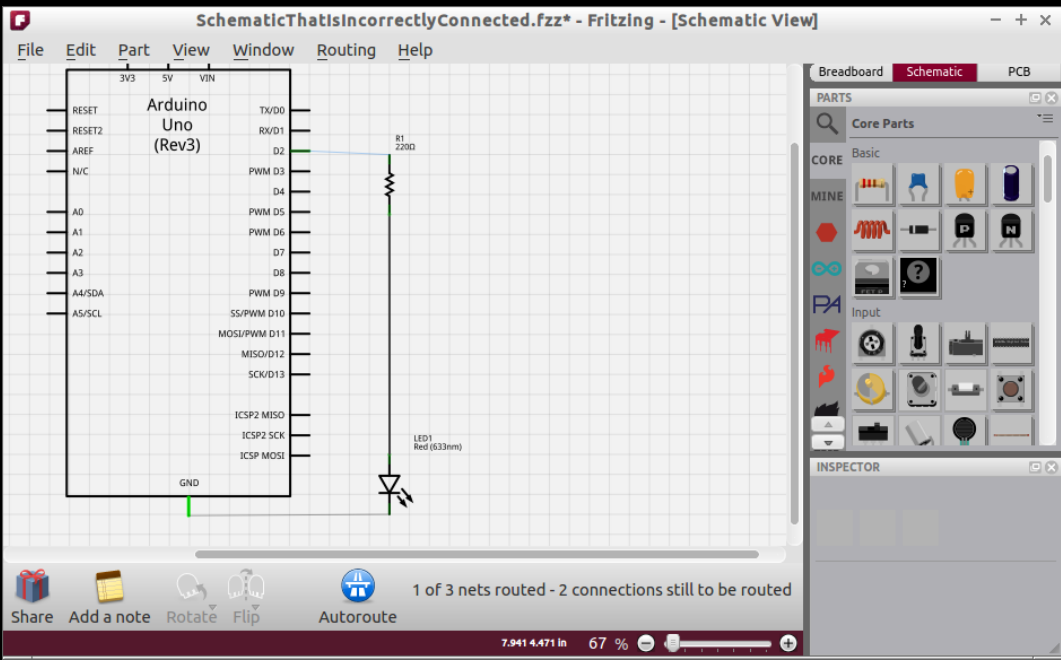 SchematicThatIsIncorrectlyConnected.fzz* - Fritzing - [Schematic View]
File Edit Part View Window Routing Help
Breadboard Schematic PCB
3V3 5V VIN
Arduino
Uno
(Rev3)
RESET
RESET2
AREF
N/C
A0
A1
A2
A3
A4/SDA
A5/SCL
TX/D0
RX/D1
D2
PWM D3
D4
PWM D5
PWM D6
D7
D8
PWM D9
SS/PWM D10
MOSI/PWM D11
MISO/D12
SCK/D13
ICSP2 MISO
ICSP2 SCK
ICSP MOSI
GND
R1
220Ω
LED1
Red (633nm)
PARTS
Core Parts
CORE
MINE
PA
Basic
P N
?
?
Input
INSPECTOR
Share Add a note Rotate Flip Autoroute
1 of 3 nets routed - 2 connections still to be routed
7.941 4.471 in 67 %